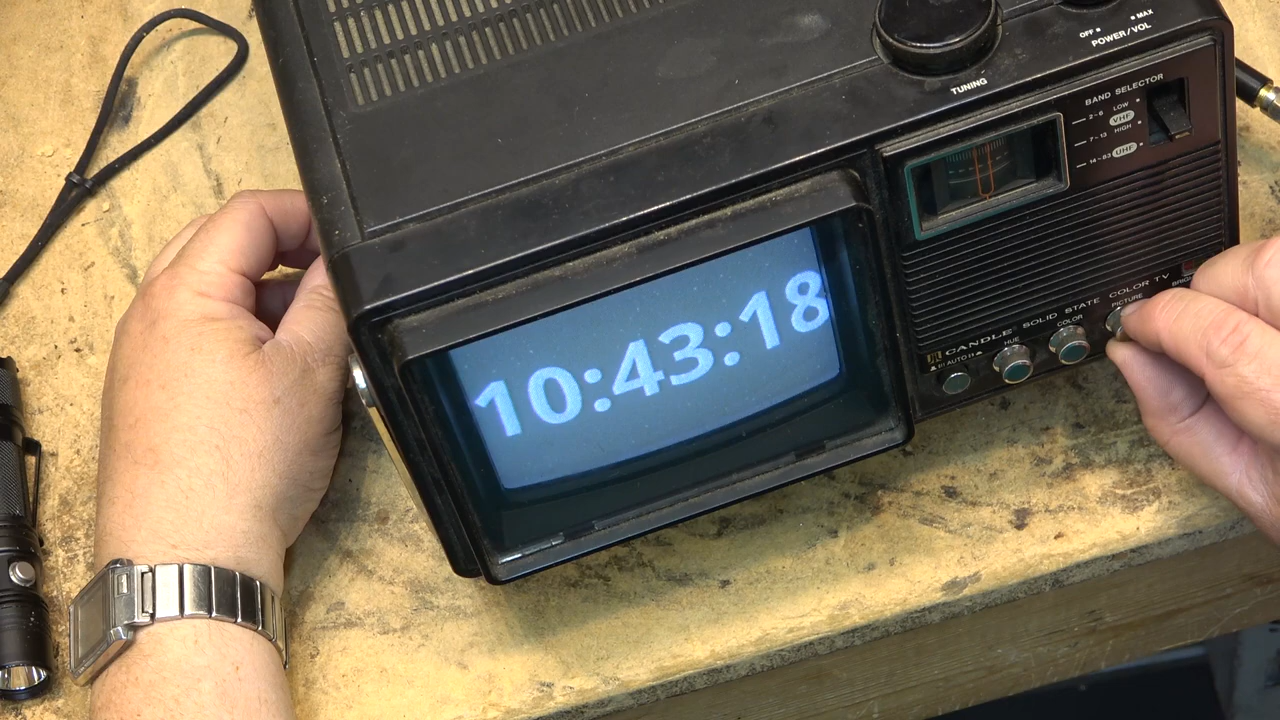 OFF MAX
POWER/VOL
TUNING
BAND SELECTOR
2-6 LOW
VHF
7-13 HIGH
14-83 UHF
10:43:18
CANDLE SOLID STATE COLOR TV
AUTO
HUE
COLOR
PICTURE